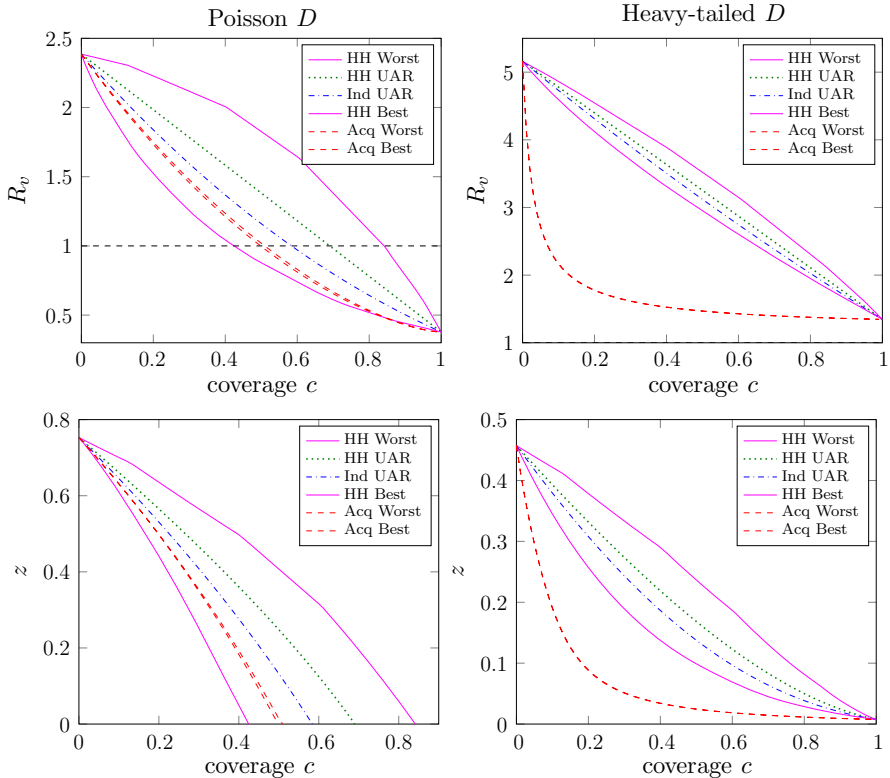 Poisson D
2.5
2
1.5
1
0.5
R_v
0
0.2
0.4
0.6
0.8
1
coverage c
HH Worst
HH UAR
Ind UAR
HH Best
Acq Worst
Acq Best
Heavy-tailed D
5
4
3
2
1
R_v
0
0.2
0.4
0.6
0.8
1
coverage c
HH Worst
HH UAR
Ind UAR
HH Best
Acq Worst
Acq Best
0.8
0.6
0.4
0.2
0
z
0
0.2
0.4
0.6
0.8
coverage c
HH Worst
HH UAR
Ind UAR
HH Best
Acq Worst
Acq Best
0.5
0.4
0.3
0.2
0.1
0
z
0
0.2
0.4
0.6
0.8
1
coverage c
HH Worst
HH UAR
Ind UAR
HH Best
Acq Worst
Acq Best